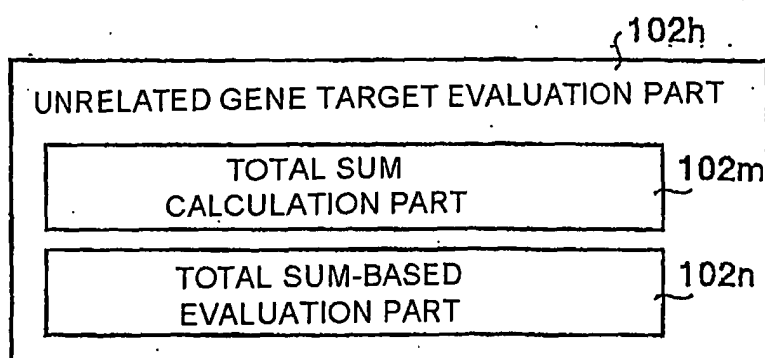 102h
UNRELATED GENE TARGET EVALUATION PART
TOTAL SUM
CALCULATION PART
102m
TOTAL SUM-BASED
EVALUATION PART
102n